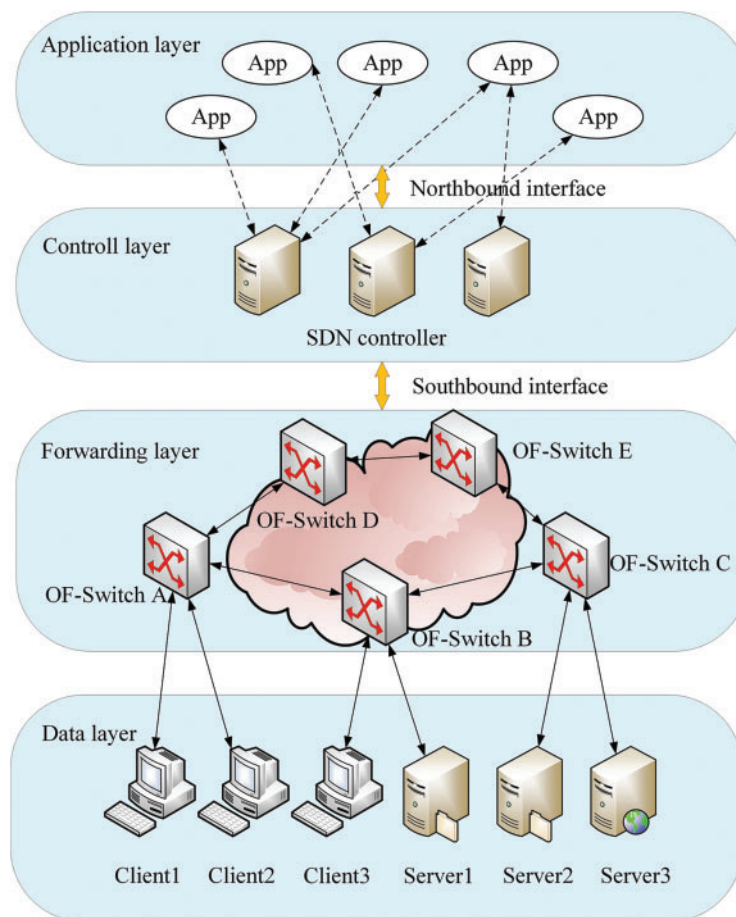 Application layer
App
App
App
App
App
Northbound interface
Controll layer
SDN controller
Southbound interface
Forwarding layer
OF-Switch E
OF-Switch D
OF-Switch C
OF-Switch A
OF-Switch B
Data layer
Client1
Client2
Client3
Server1
Server2
Server3